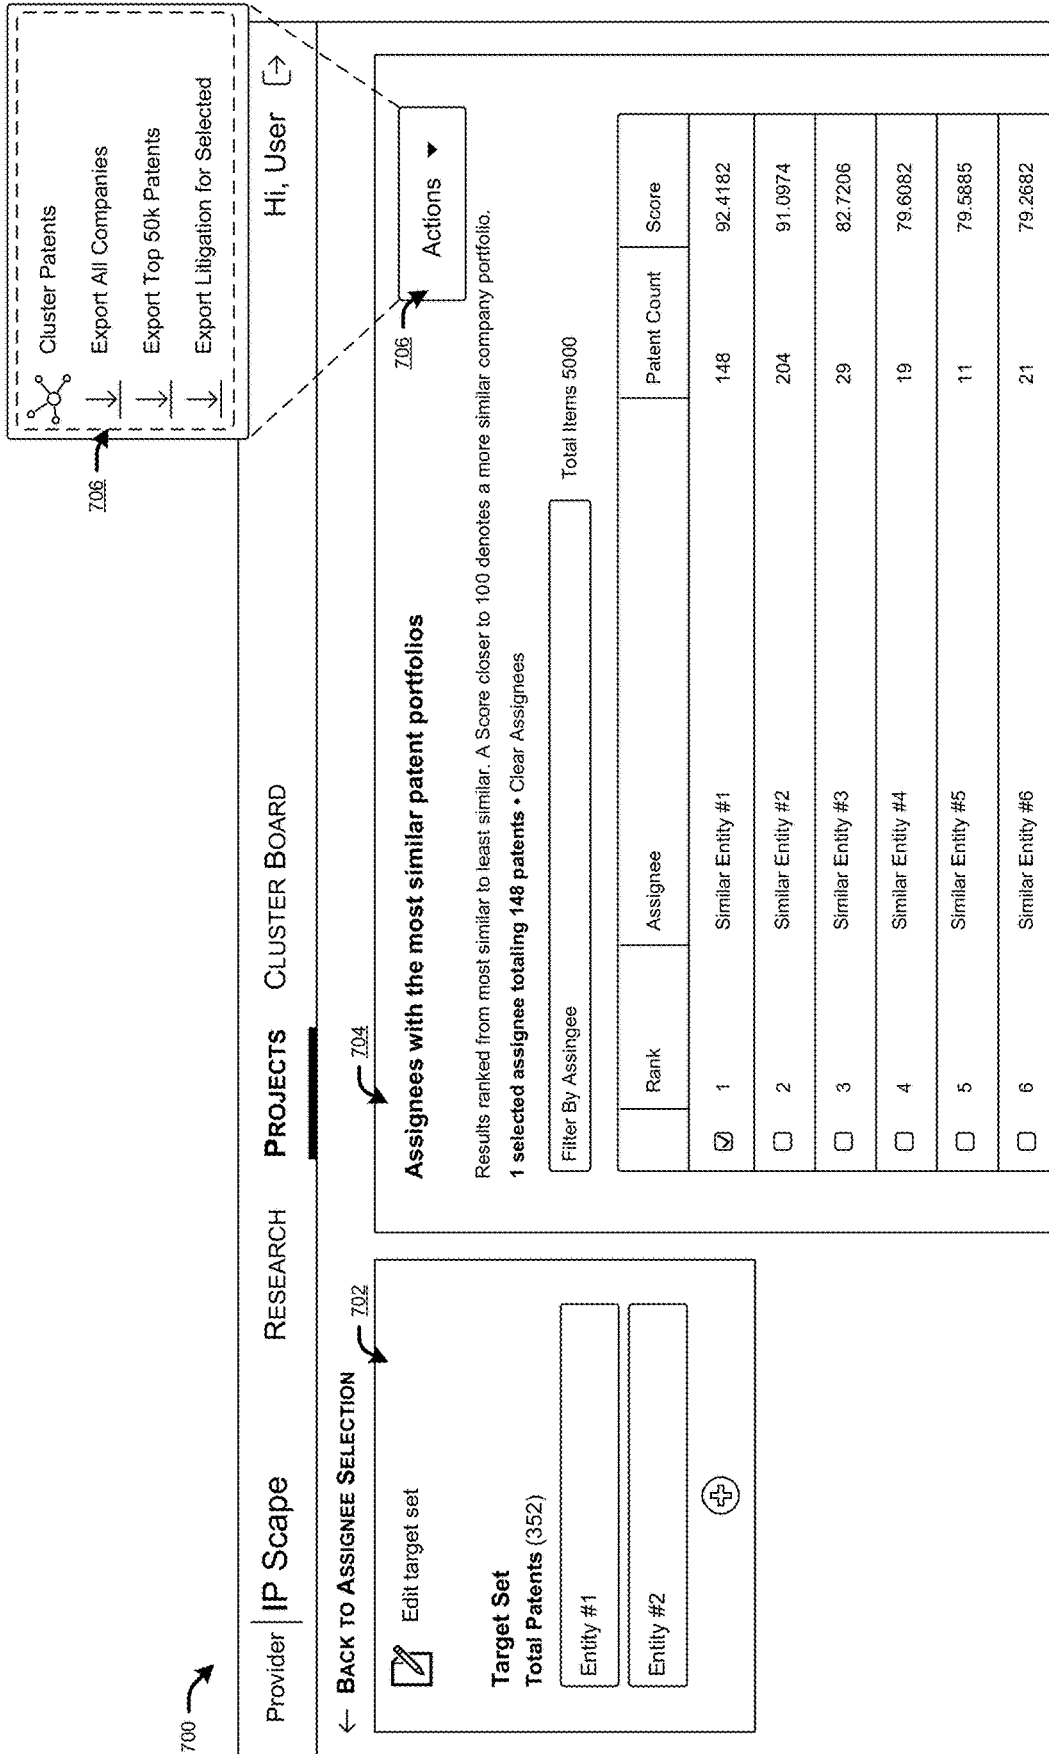 700
706
Cluster Patents
Export All Companies
Export Top 50k Patents
Export Litigation for Selected
Provider | IP Scape RESEARCH PROJECTS CLUSTER BOARD Hi, User
← BACK TO ASSIGNEE SELECTION
702
Edit target set
Target Set
Total Patents (352)
Entity #1
Entity #2
704
Assignees with the most similar patent portfolios
706
Actions
Results ranked from most similar to least similar. A Score closer to 100 denotes a more similar company portfolio.
1 selected assignee totaling 148 patents • Clear Assignees
Filter By Assingee Total Items 5000
Rank Assignee Patent Count Score
1 Similar Entity #1 148 92.4182
2 Similar Entity #2 204 91.0974
3 Similar Entity #3 29 82.7206
4 Similar Entity #4 19 79.6082
5 Similar Entity #5 11 79.5885
6 Similar Entity #6 21 79.2682